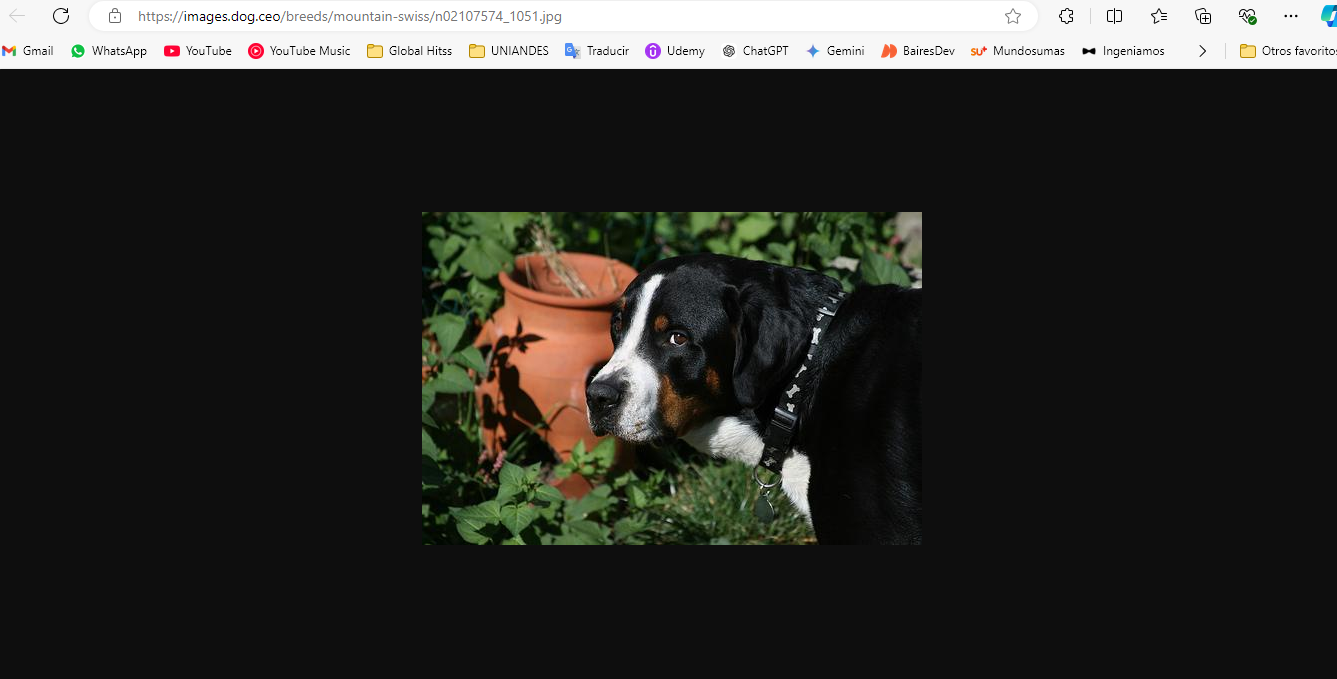 https://images.dog.ceo/breeds/mountain-swiss/n02107574_1051.jpg
Gmail WhatsApp YouTube YouTube Music Global Hitss UNIANDES Traducir Udemy ChatGPT Gemini BairesDev Mundosumas Ingeniamos Otros favoritos